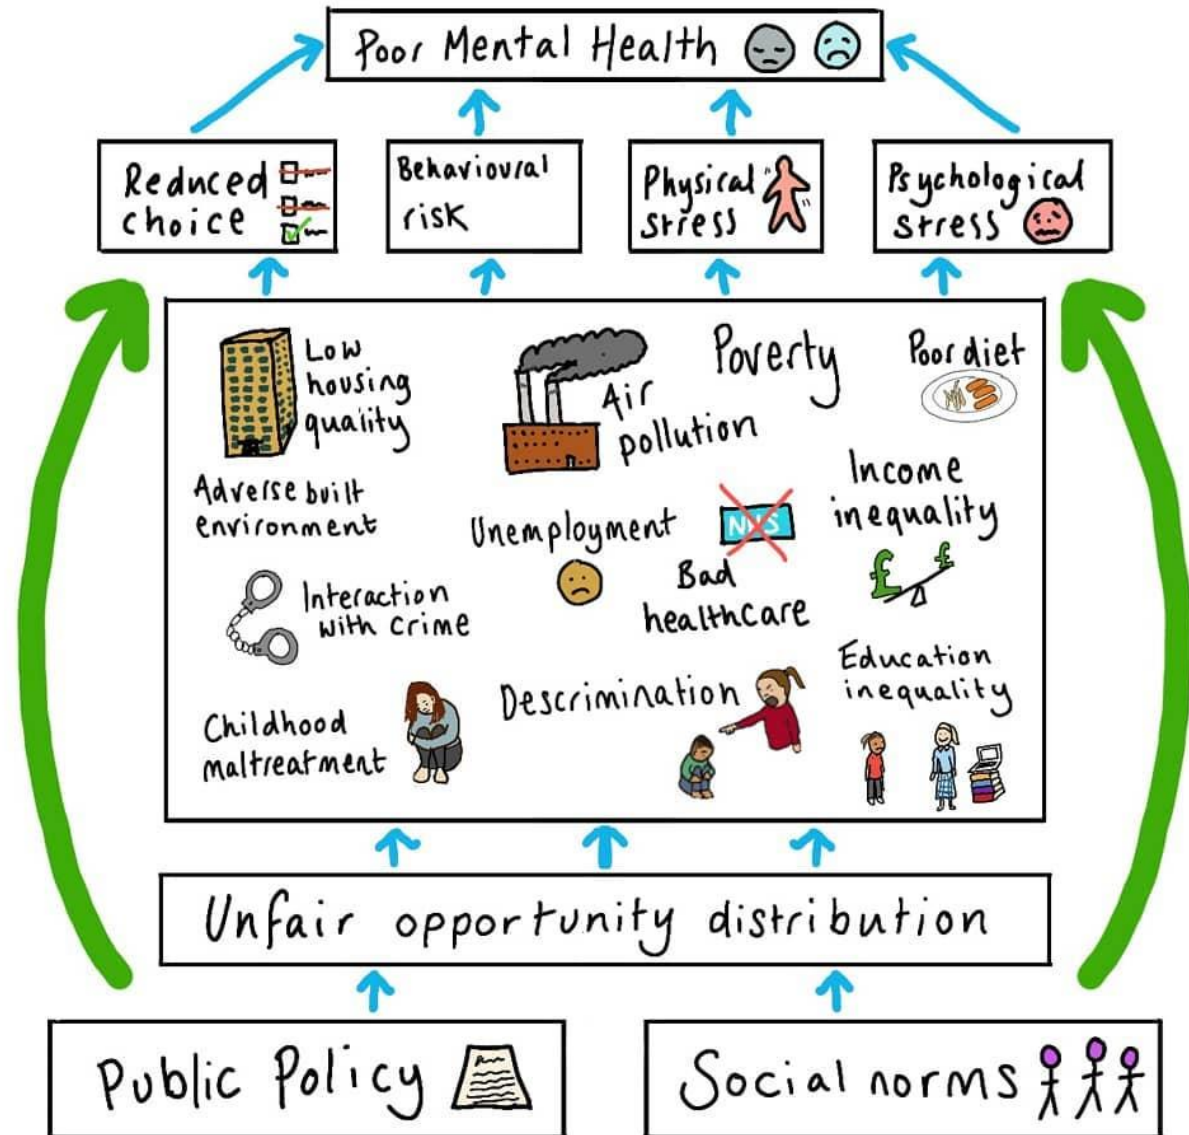 Poor Mental Health
Reduced
choice
Behavioural
risk
Physical
stress
Psychological
stress
Low
housing
quality
Air
pollution
Poverty
Poor diet
Adverse built
environment
Unemployment
NHS
Bad
healthcare
Income
inequality
£ £
Interaction
with crime
Childhood
maltreatment
Descrimination
Education
inequality
Unfair opportunity distribution
Public Policy
Social norms